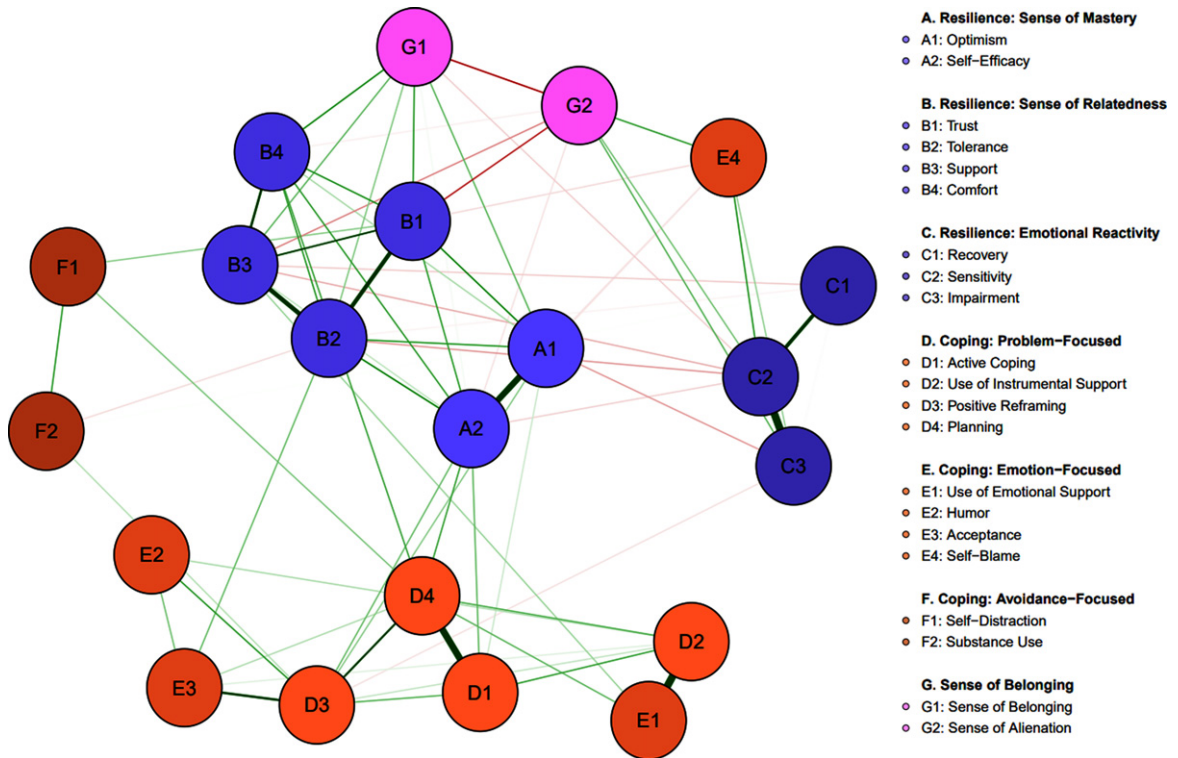 G1
G2
B4
E4
B1
F1
B3
C1
B2
A1
C2
A2
F2
C3
E2
D4
D2
E3
D3
D1
E1
A. Resilience: Sense of Mastery
A1: Optimism
A2: Self−Efficacy
B. Resilience: Sense of Relatedness
B1: Trust
B2: Tolerance
B3: Support
B4: Comfort
C. Resilience: Emotional Reactivity
C1: Recovery
C2: Sensitivity
C3: Impairment
D. Coping: Problem−Focused
D1: Active Coping
D2: Use of Instrumental Support
D3: Positive Reframing
D4: Planning
E. Coping: Emotion−Focused
E1: Use of Emotional Support
E2: Humor
E3: Acceptance
E4: Self−Blame
F. Coping: Avoidance−Focused
F1: Self−Distraction
F2: Substance Use
G. Sense of Belonging
G1: Sense of Belonging
G2: Sense of Alienation